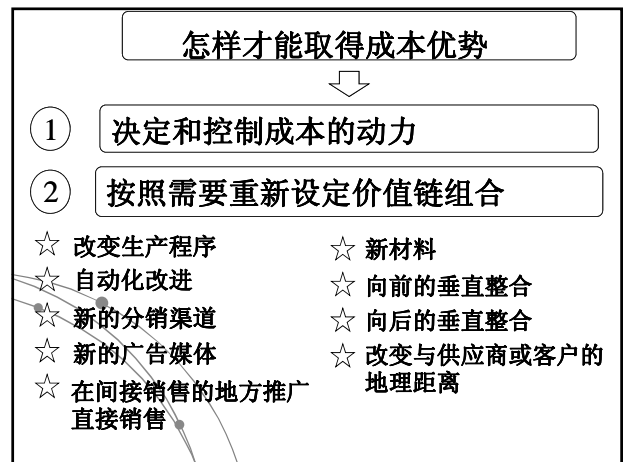 怎样才能取得成本优势
1 决定和控制成本的动力
2 按照需要重新设定价值链组合
☆ 改变生产程序
☆ 自动化改进
☆ 新的分销渠道
☆ 新的广告媒体
☆ 在间接销售的地方推广
直接销售
☆ 新材料
☆ 向前的垂直整合
☆ 向后的垂直整合
☆ 改变与供应商或客户的
地理距离